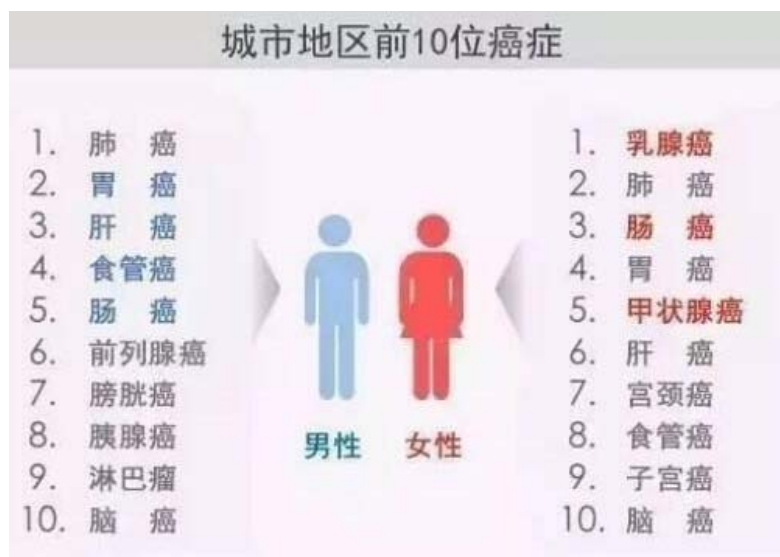 城市地区前10位癌症
1. 肺 癌
2. 胃 癌
3. 肝 癌
4. 食管癌
5. 肠 癌
6. 前列腺癌
7. 膀胱癌
8. 胰腺癌
9. 淋巴瘤
10. 脑 癌
男性
女性
1. 乳腺癌
2. 肺 癌
3. 肠 癌
4. 胃 癌
5. 甲状腺癌
6. 肝 癌
7. 宫颈癌
8. 食管癌
9. 子宫癌
10. 脑 癌